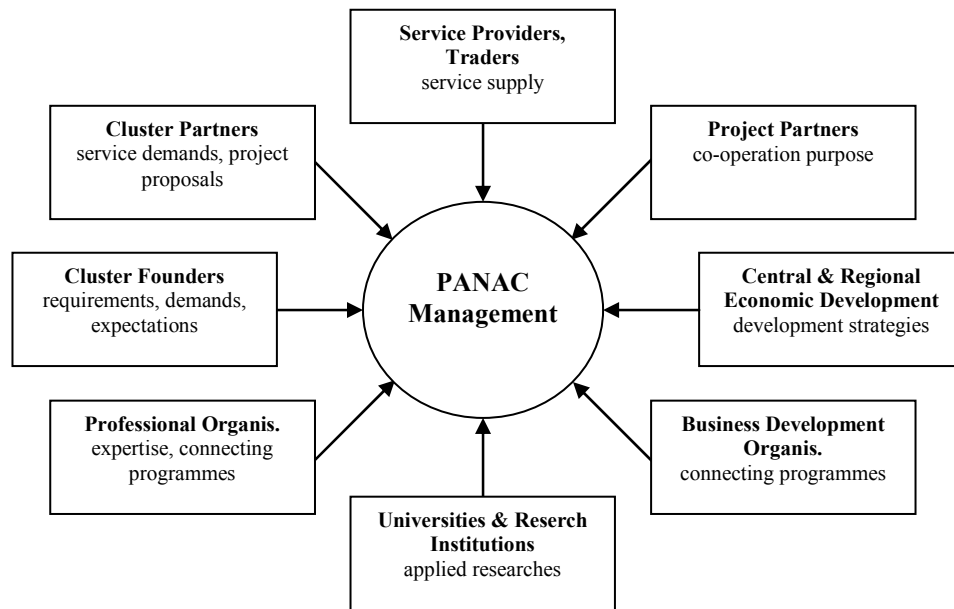 Service Providers,
Traders
service supply
Cluster Partners
service demands, project
proposals
Project Partners
co-operation purpose
Cluster Founders
requirements, demands,
expectations
PANAC
Management
Central & Regional
Economic Development
development strategies
Professional Organis.
expertise, connecting
programmes
Business Development
Organis.
connecting programmes
Universities & Reserch
Institutions
applied researches